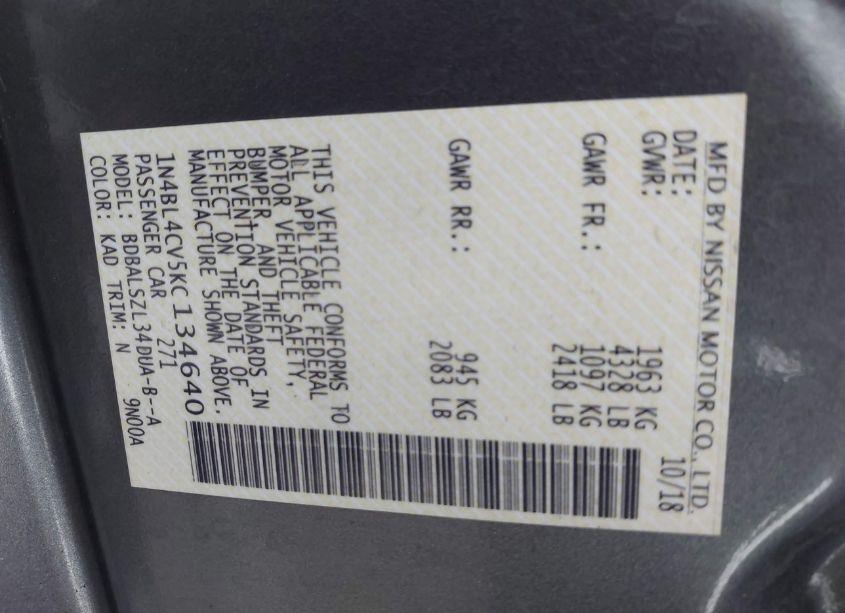 MFD BY NISSAN MOTOR CO., LTD.
DATE: 10/18
GVWR: 1963 KG
4328 LB
GAWR FR.: 1097 KG
2418 LB
GAWR RR.: 945 KG
2083 LB
THIS VEHICLE CONFORMS TO
ALL APPLICABLE FEDERAL
MOTOR VEHICLE SAFETY,
BUMPER AND THEFT
PREVENTION STANDARDS IN
EFFECT ON THE DATE OF
MANUFACTURE SHOWN ABOVE.
1N4BL4CV5KC134640
PASSENGER CAR 271
MODEL: BDBALSZL34DUA-B--A
COLOR: KAD TRIM: N 9N00A